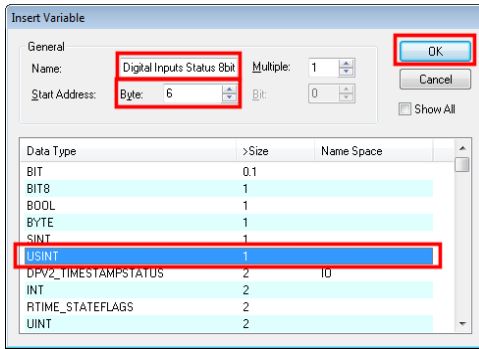 Insert Variable
General
Name: Digital Inputs Status 8bit Multiple: 1
Start Address: Byte: 6 Bit: 0
OK
Cancel
Show All
Data Type >Size Name Space
BIT 0.1
BIT8 1
BOOL 1
BYTE 1
SINT 1
USINT 1
DPV2_TIMESTAMPSTATUS 2 IO
INT 2
RTIME_STATEFLAGS 2
UINT 2